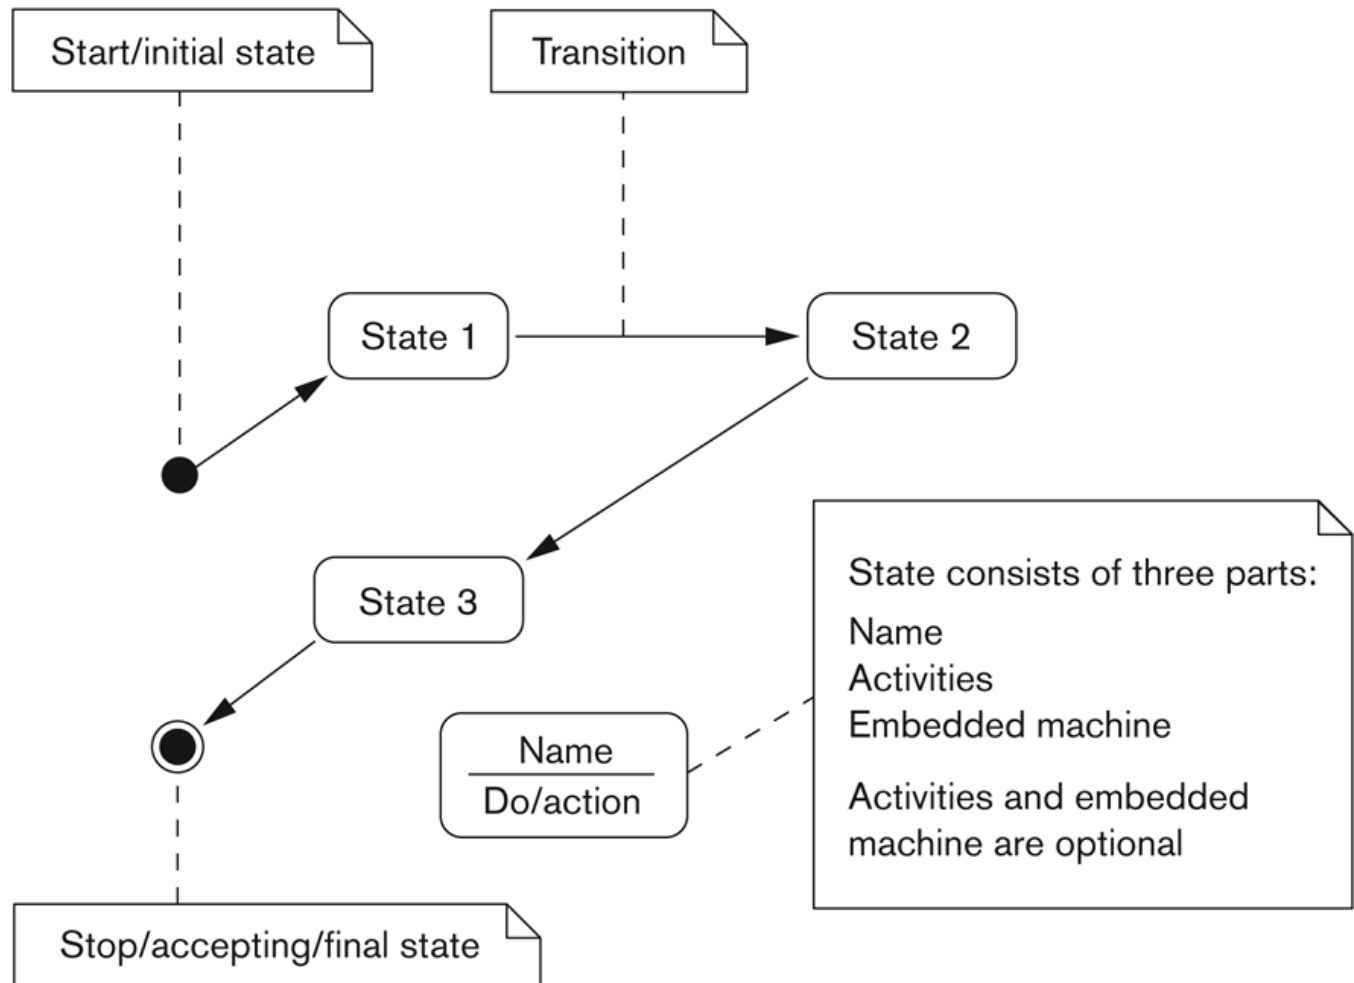 Start/initial state
Transition
State 1
State 2
State 3
State consists of three parts:
Name
Activities
Embedded machine
Activities and embedded
machine are optional
Name
Do/action
Stop/accepting/final state